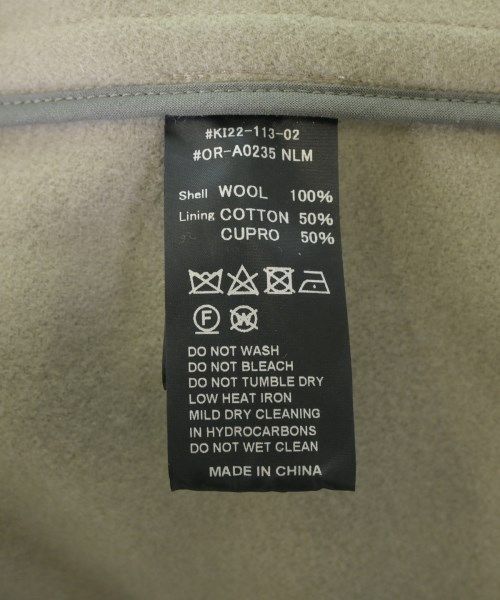 #KI22-113-02
#OR-A0235 NLM
Shell WOOL 100%
Lining COTTON 50%
CUPRO 50%
F W
DO NOT WASH
DO NOT BLEACH
DO NOT TUMBLE DRY
LOW HEAT IRON
MILD DRY CLEANING
IN HYDROCARBONS
DO NOT WET CLEAN
MADE IN CHINA